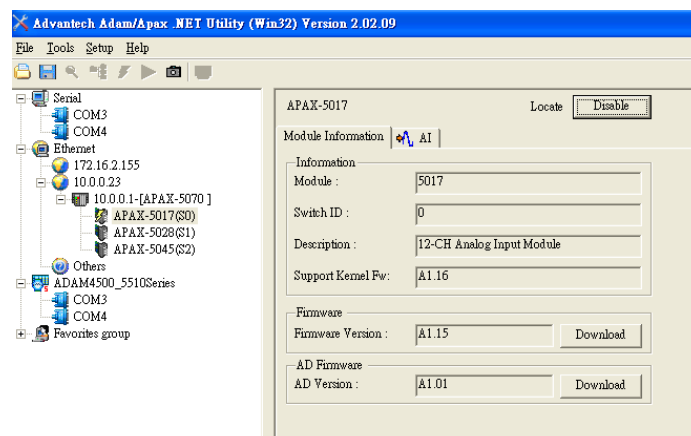 Advantech Adam/Apax .NET Utility (Win32) Version 2.02.09
File Tools Setup Help
Serial
COM3
COM4
Ethernet
172.16.2.155
10.0.0.23
10.0.0.1-[APAX-5070 ]
APAX-5017(S0)
APAX-5028(S1)
APAX-5045(S2)
Others
ADAM4500_5510Series
COM3
COM4
Favorites group
APAX-5017 Locate Disable
Module Information AI
Information
Module : 5017
Switch ID : 0
Description : 12-CH Analog Input Module
Support Kernel Fw: A1.16
Firmware
Firmware Version : A1.15 Download
AD Firmware
AD Version : A1.01 Download